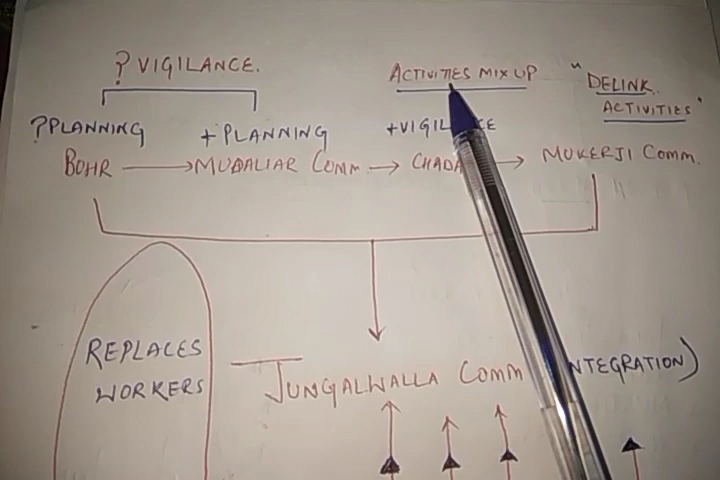 ? VIGILANCE.
ACTIVITIES MIX UP
"DELINK
ACTIVITIES"
?PLANNING
+PLANNING
BOHR → MUDALIAR COMM → CHADA → MUKERJI COMM.
REPLACES
WORKERS
JUNGALWALLA COMM NTEGRATION)